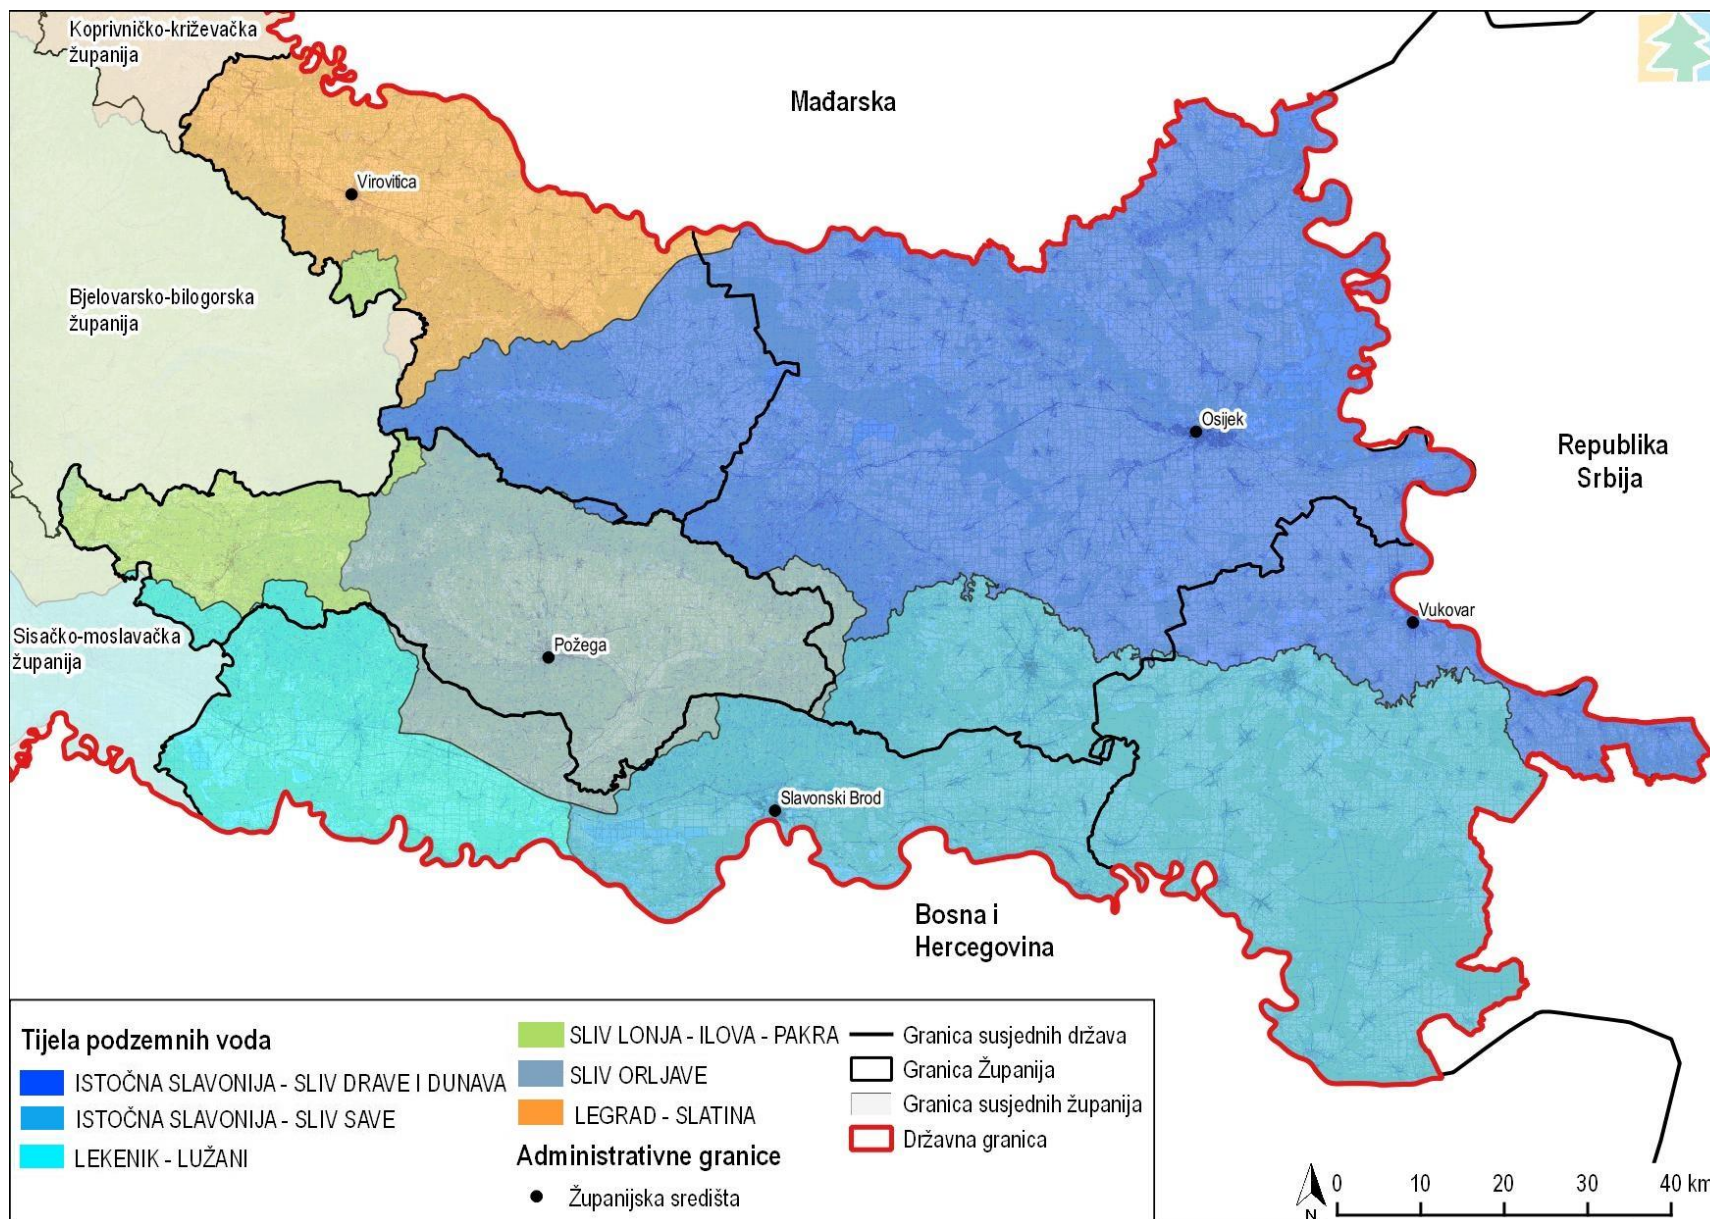 Koprivničko-križevačka
županija
Mađarska
Virovitica
Bjelovarsko-bilogorska
županija
Osijek
Republika
Srbija
Vukovar
Sisačko-moslavačka
županija
Požega
Slavonski Brod
Bosna i
Hercegovina
Tijela podzemnih voda
ISTOČNA SLAVONIJA - SLIV DRAVE I DUNAVA
ISTOČNA SLAVONIJA - SLIV SAVE
LEKENIK - LUŽANI
SLIV LONJA - ILOVA - PAKRA
SLIV ORLJAVE
LEGRAD - SLATINA
Administrativne granice
Županijska središta
Granica susjednih država
Granica Županija
Granica susjednih županija
Državna granica
N
0 10 20 30 40 km